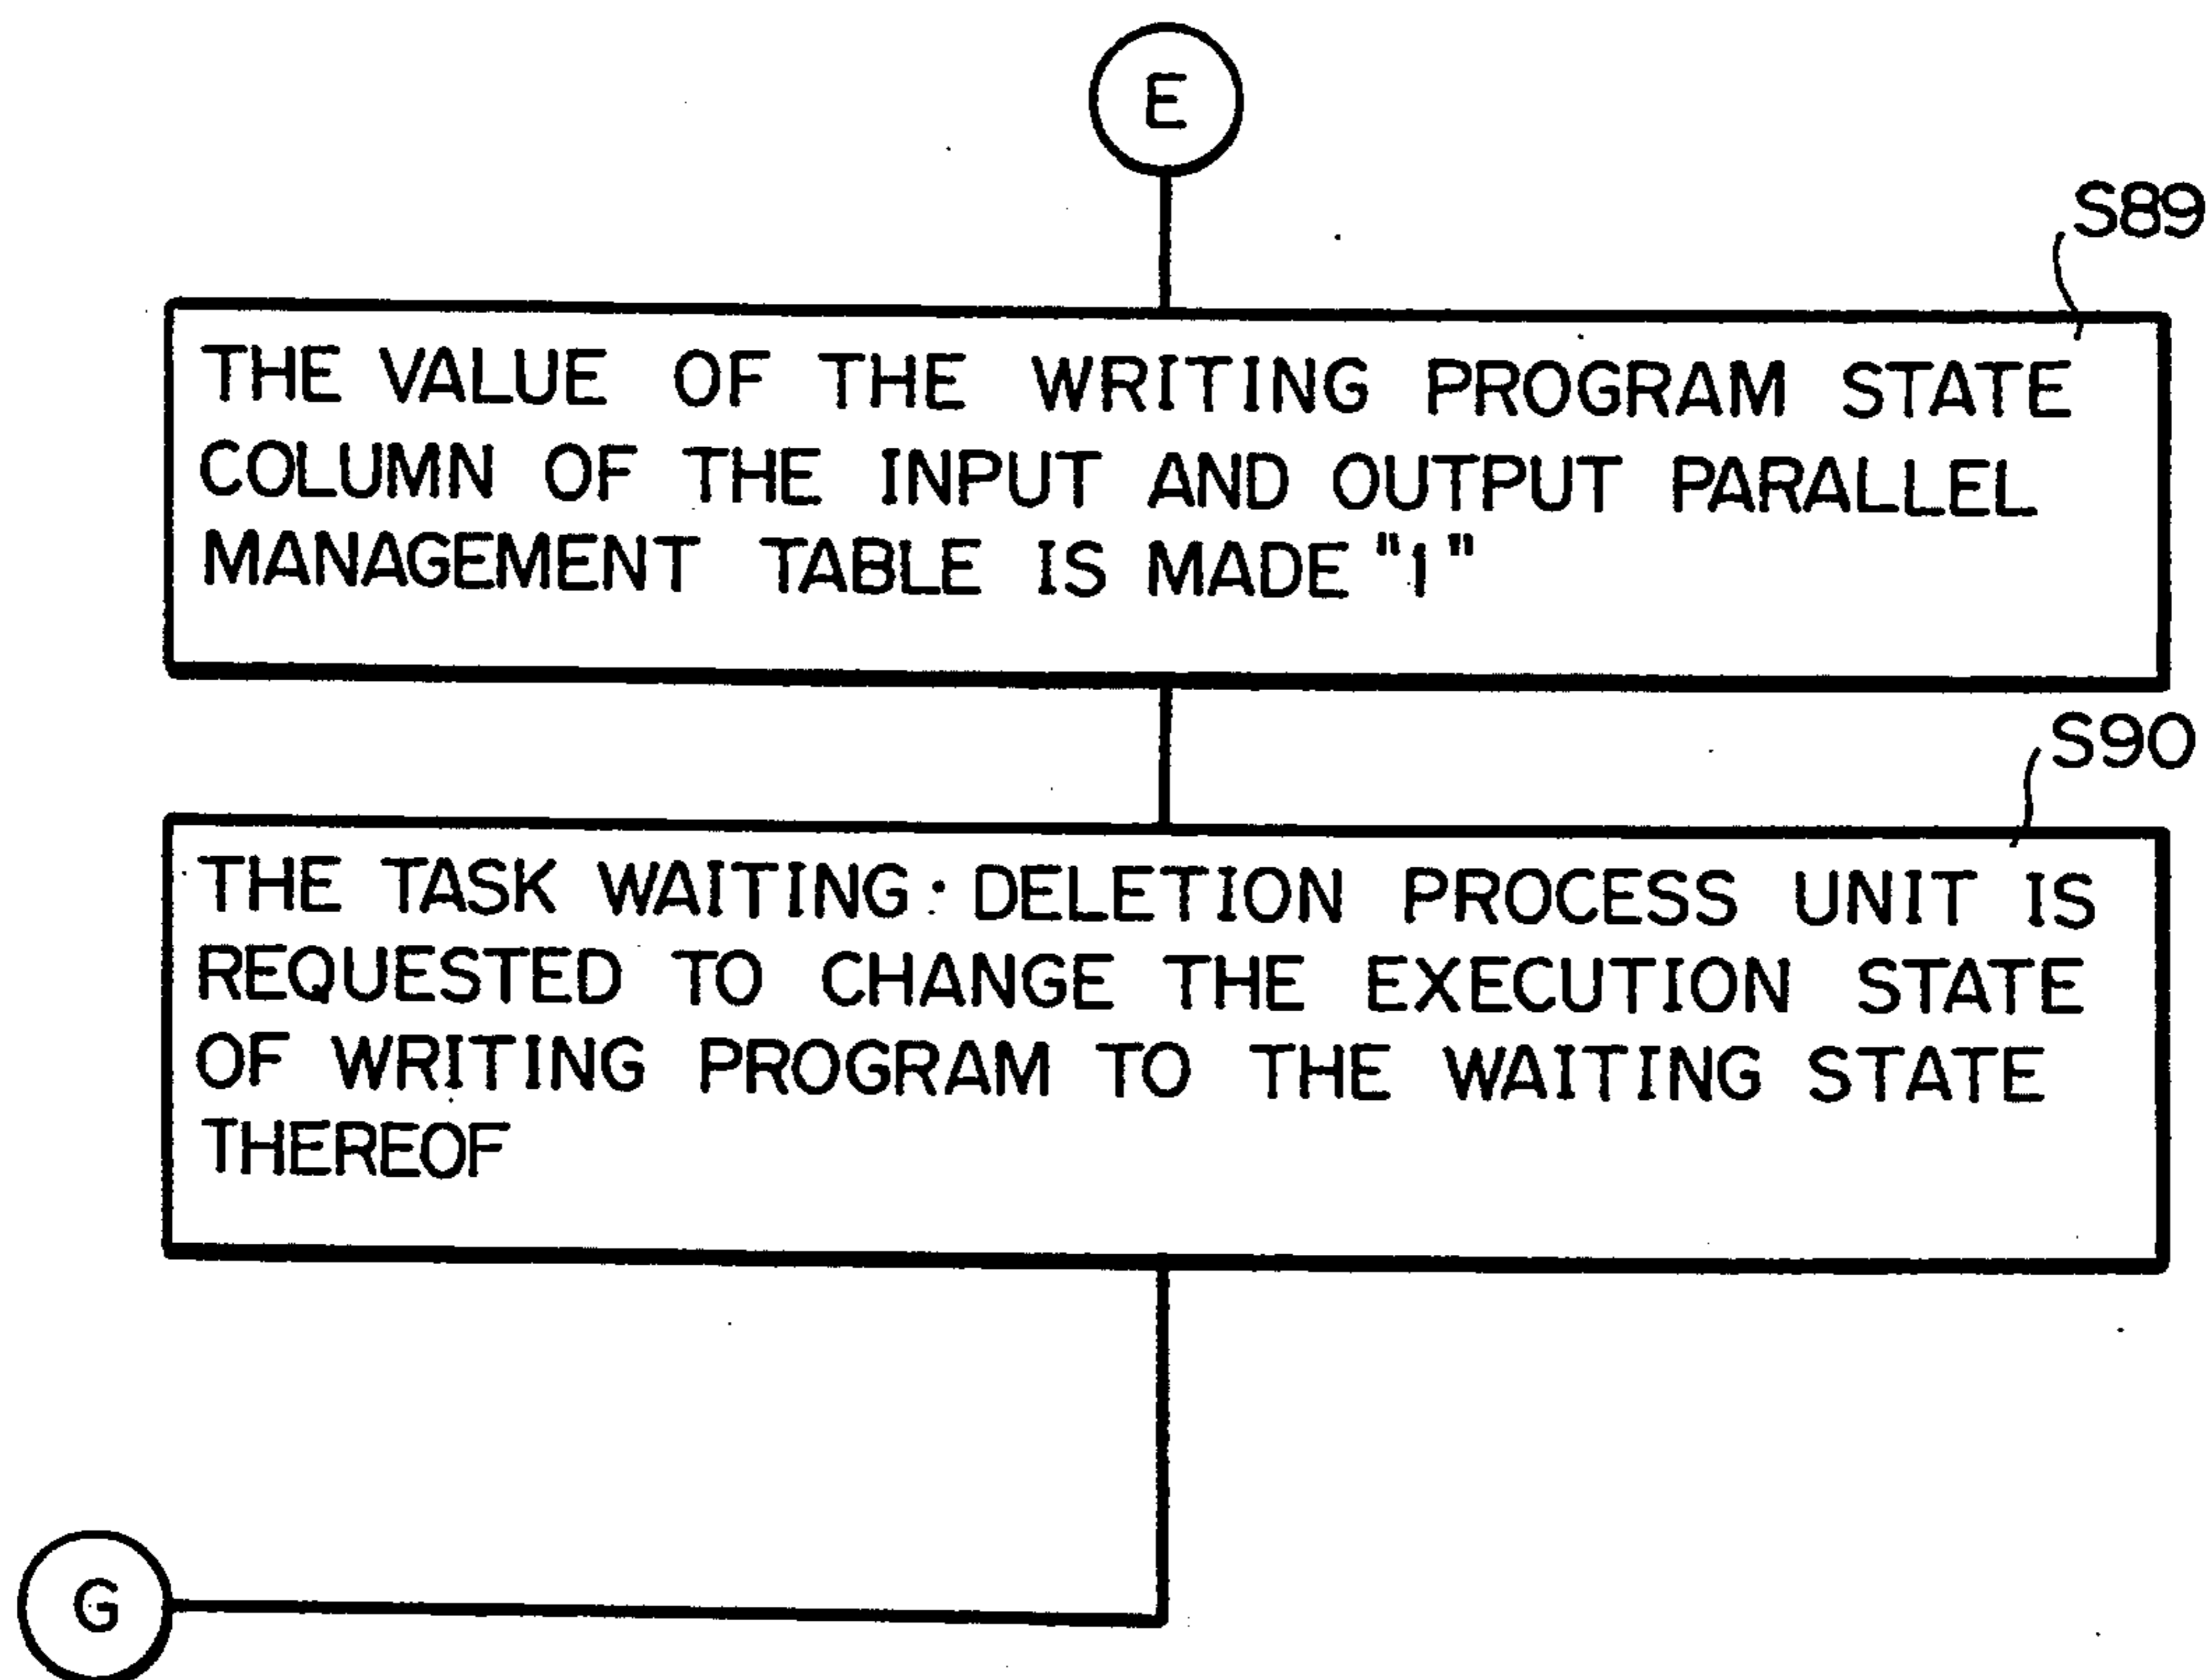 E
S89
THE VALUE OF THE WRITING PROGRAM STATE
COLUMN OF THE INPUT AND OUTPUT PARALLEL
MANAGEMENT TABLE IS MADE "1"
S90
THE TASK WAITING · DELETION PROCESS UNIT IS
REQUESTED TO CHANGE THE EXECUTION STATE
OF WRITING PROGRAM TO THE WAITING STATE
THEREOF
G